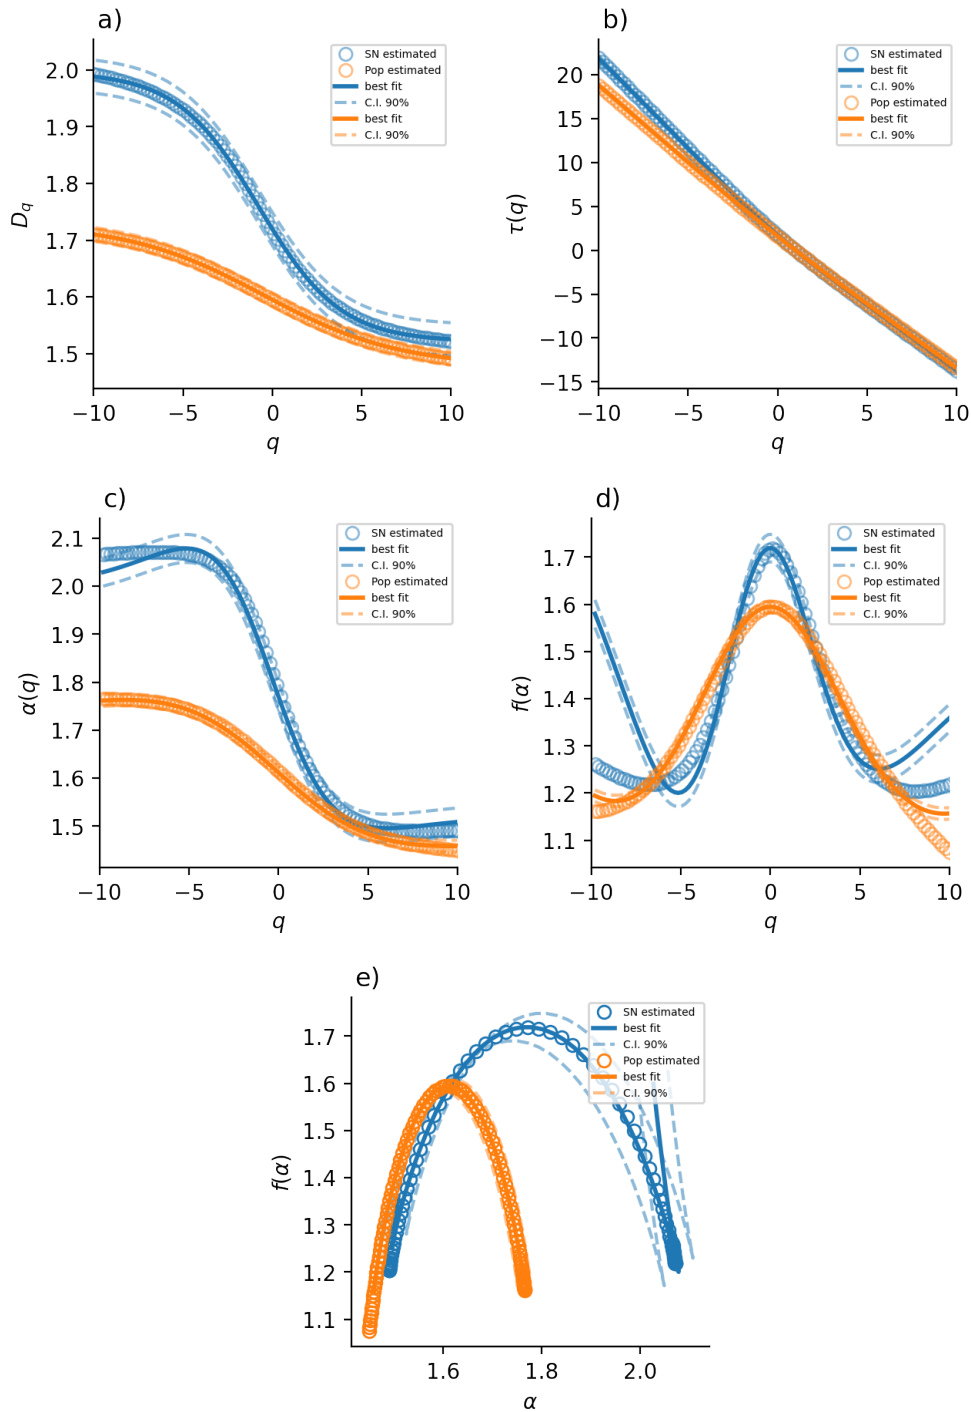 a)
SN estimated
Pop estimated
best fit
C.I. 90%
best fit
C.I. 90%
2.0
1.9
1.8
1.7
1.6
1.5
D_q
−10 −5 0 5 10
q
b)
SN estimated
best fit
C.I. 90%
Pop estimated
best fit
C.I. 90%
20
15
10
5
0
−5
−10
−15
τ(q)
−10 −5 0 5 10
q
c)
SN estimated
best fit
C.I. 90%
Pop estimated
best fit
C.I. 90%
2.1
2.0
1.9
1.8
1.7
1.6
1.5
α(q)
−10 −5 0 5 10
q
d)
SN estimated
best fit
C.I. 90%
Pop estimated
best fit
C.I. 90%
1.7
1.6
1.5
1.4
1.3
1.2
1.1
f(α)
−10 −5 0 5 10
q
e)
SN estimated
best fit
C.I. 90%
Pop estimated
best fit
C.I. 90%
1.7
1.6
1.5
1.4
1.3
1.2
1.1
f(α)
1.6 1.8 2.0
α